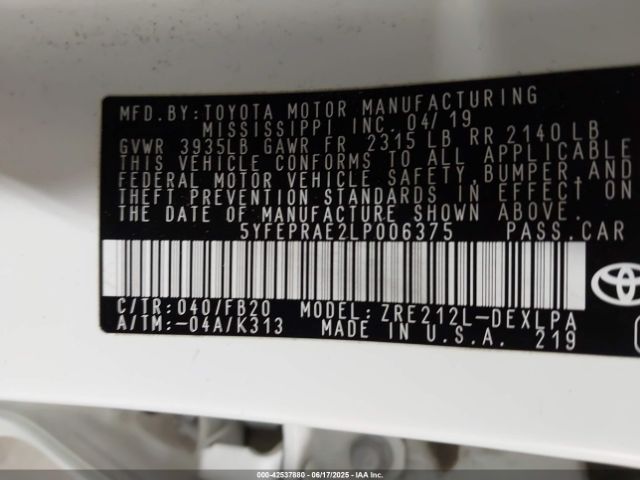 MFD.BY:TOYOTA MOTOR MANUFACTURING
MISSISSIPPI INC. 04/19
GVWR 3935LB GAWR FR 2315 LB RR 2140 LB
THIS VEHICLE CONFORMS TO ALL APPLICABLE
FEDERAL MOTOR VEHICLE SAFETY, BUMPER, AND
THEFT PREVENTION STANDARDS IN EFFECT ON
THE DATE OF MANUFACTURE SHOWN ABOVE.
5YFEPRAE2LP006375 PASS.CAR
C/TR:040/FB20 MODEL:ZRE212L-DEXLPA
A/TM:-04A/K313 MADE IN U.S.A. 219
000-42537880 - 06/17/2025 - IAA Inc.